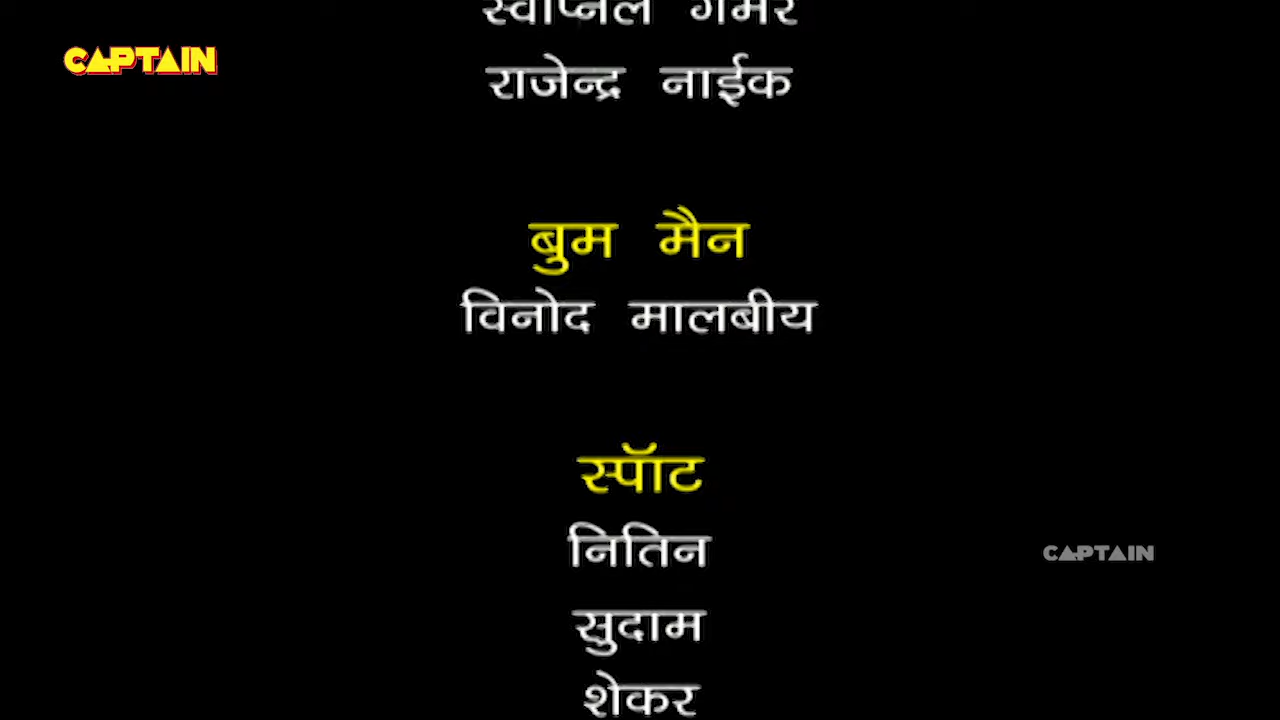 CAPTAIN
राजेन्द्र नाईक
बुम मैन
विनोद मालबीय
स्पॉट
नितिन
CAPTAIN
सुदाम
शेकर